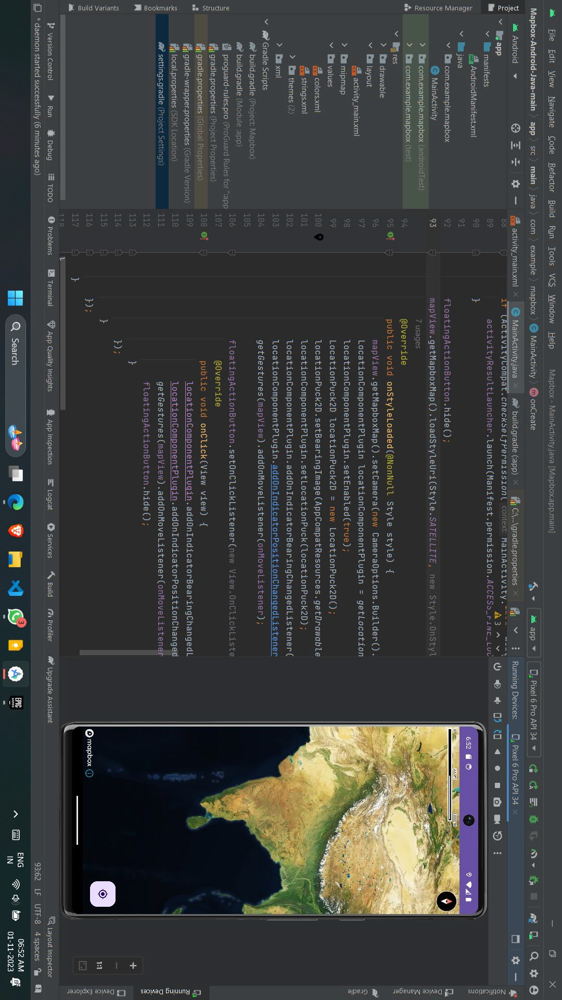 File Edit View Navigate Code Refactor Build Run Tools VCS Window Help Mapbox - MainActivity.java [Mapbox.app.main]
Mapbox-Android-Java-main app src main java com example mapbox MainActivity onCreate app Pixel 6 Pro API 34
Project
Resource Manager
Structure
Bookmarks
Build Variants
Android
app
manifests
AndroidManifest.xml
java
com.example.mapbox
MainActivity
com.example.mapbox (androidTest)
com.example.mapbox (test)
res
drawable
layout
activity_main.xml
mipmap
values
colors.xml
strings.xml
themes (2)
xml
Gradle Scripts
build.gradle (Project: Mapbox)
build.gradle (Module :app)
proguard-rules.pro (ProGuard Rules for ":app
gradle.properties (Project Properties)
gradle.properties (Global Properties)
gradle-wrapper.properties (Gradle Version)
local.properties (SDK Location)
settings.gradle (Project Settings)
activity_main.xml MainActivity.java build.gradle (:app) C:\...\gradle.properties
3
88 if (ActivityCompat.checkSelfPermission( context: MainActivity.
89 activityResultLauncher.launch(Manifest.permission.ACCESS_FINE_LOC
90 }
91
92 floatingActionButton.hide();
93 mapView.getMapboxMap().loadStyleUri(Style.SATELLITE, new Style.OnStyl
7 usages
94 @Override
95 public void onStyleLoaded(@NonNull Style style) {
96 mapView.getMapboxMap().setCamera(new CameraOptions.Builder().
97 LocationComponentPlugin locationComponentPlugin = getLocation
98 locationComponentPlugin.setEnabled(true);
99 LocationPuck2D locationPuck2D = new LocationPuck2D();
100 locationPuck2D.setBearingImage(AppCompatResources.getDrawable
101 locationComponentPlugin.setLocationPuck(locationPuck2D);
102 locationComponentPlugin.addOnIndicatorBearingChangedListener(
103 locationComponentPlugin.addOnIndicatorPositionChangedListener
104 getGestures(mapView).addOnMoveListener(onMoveListener);
105
106 floatingActionButton.setOnClickListener(new View.OnClickListe
107 @Override
108 public void onClick(View view) {
109 locationComponentPlugin.addOnIndicatorBearingChangedL
110 locationComponentPlugin.addOnIndicatorPositionChanged
111 getGestures(mapView).addOnMoveListener(onMoveListener
112 floatingActionButton.hide();
113 }
114 });
115 }
116 });
117 }
118
Running Devices: Pixel 6 Pro API 34
6:52
mapbox
1:1
Notifications
Device Manager
Gradle
Running Devices
Device Explorer
Version Control Run Debug TODO Problems Terminal App Quality Insights App Inspection Logcat Services Build Profiler Upgrade Assistant Layout Inspector
* daemon started successfully (6 minutes ago) 93:62 LF UTF-8 4 spaces
Search
3
EPIC GAMES
ENG
IN
06:52 AM
01-11-2023